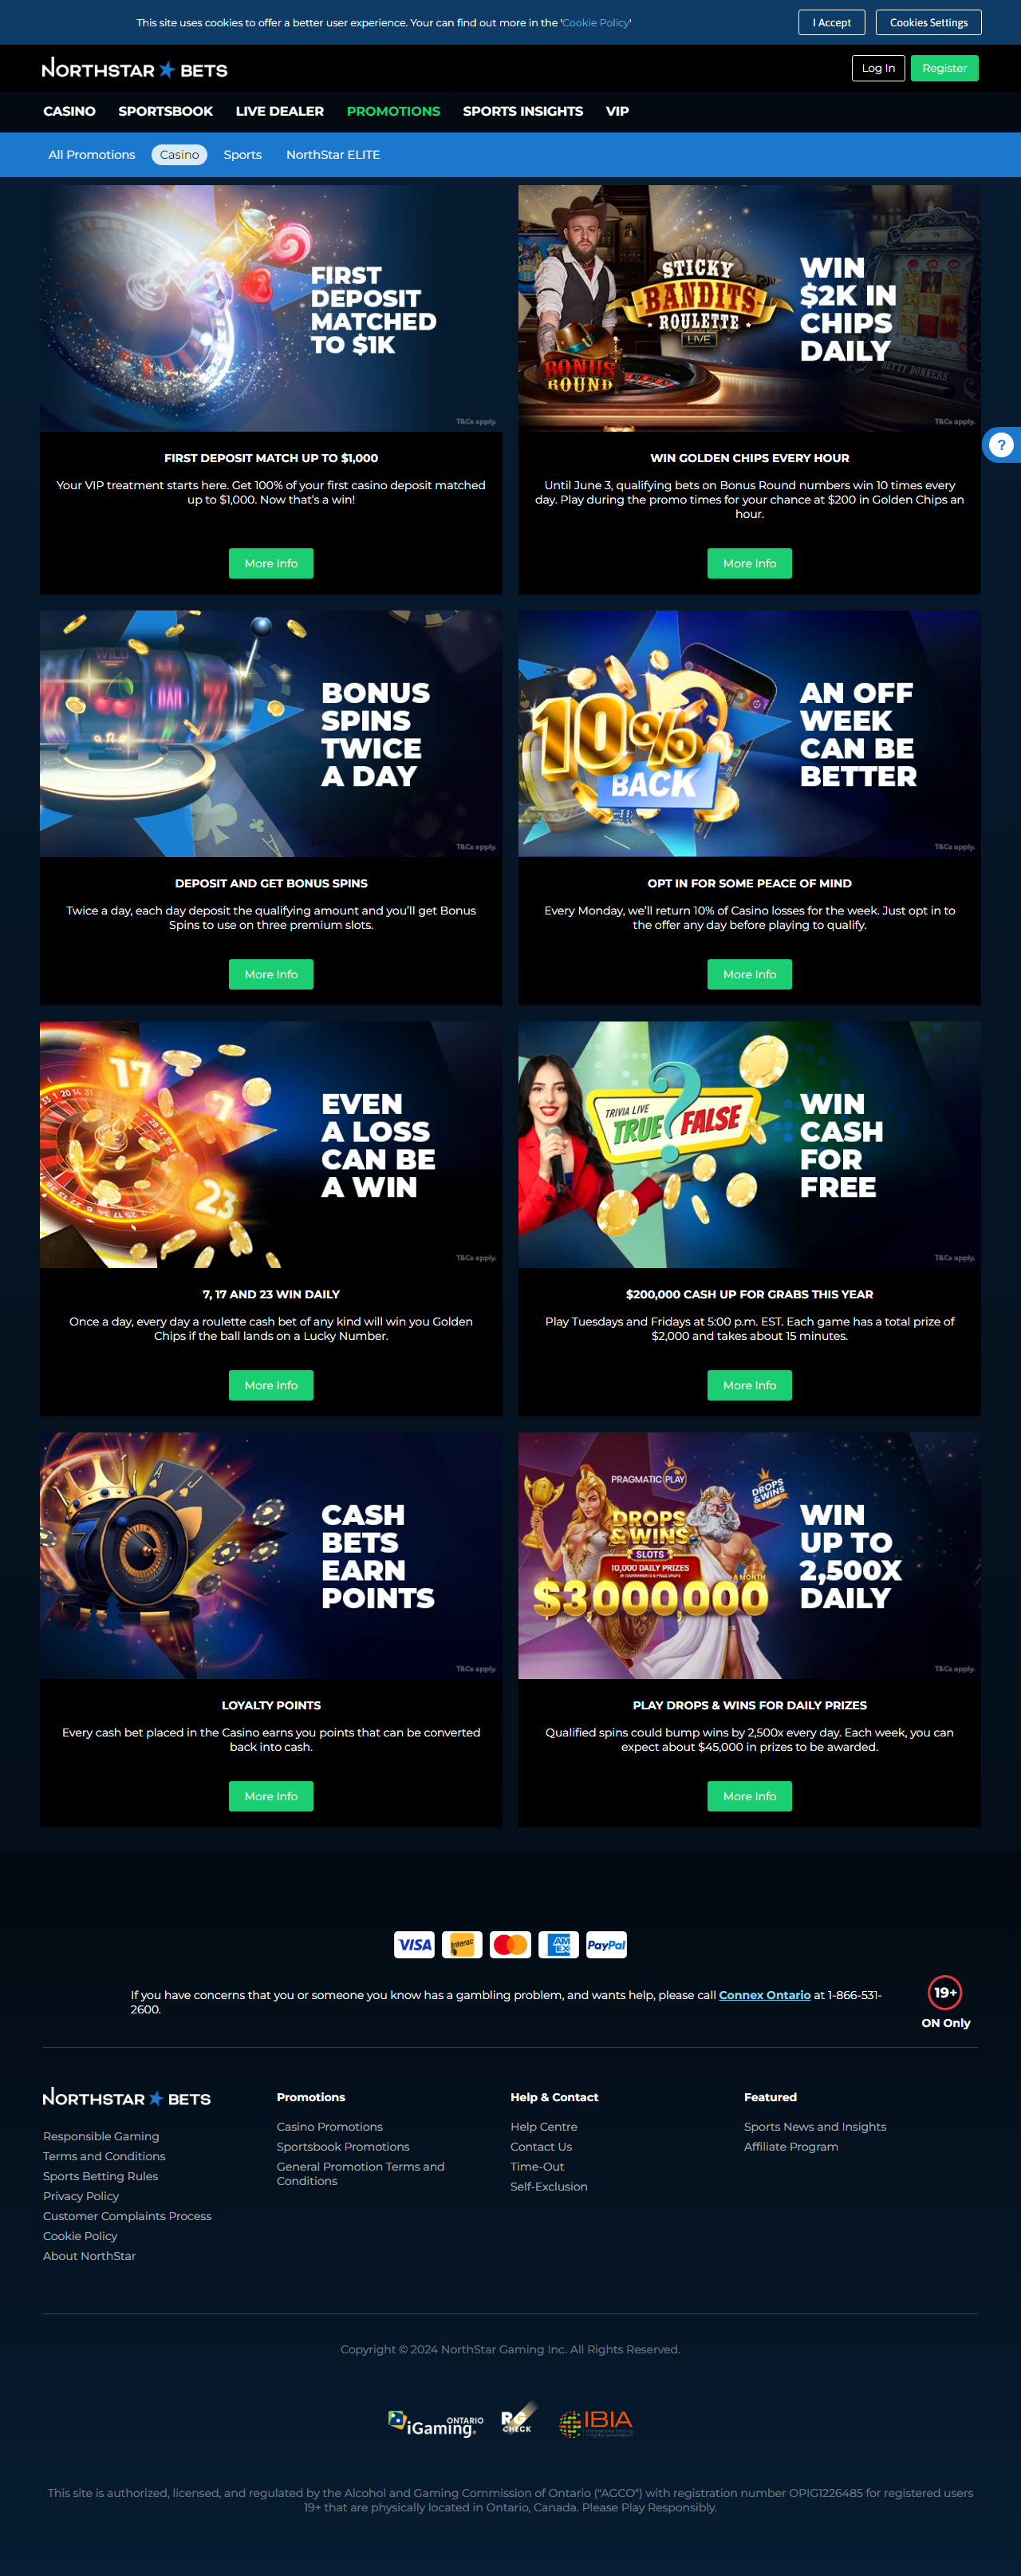 This site uses cookies to offer a better user experience. Your can find out more in the 'Cookie Policy'
I Accept
Cookies Settings
NORTHSTAR BETS
Log In
Register
CASINO
SPORTSBOOK
LIVE DEALER
PROMOTIONS
SPORTS INSIGHTS
VIP
All Promotions
Casino
Sports
NorthStar ELITE
FIRST
DEPOSIT
MATCHED
TO $1K
T&Cs apply.
FIRST DEPOSIT MATCH UP TO $1,000
Your VIP treatment starts here. Get 100% of your first casino deposit matched
up to $1,000. Now that's a win!
More Info
STICKY
BANDITS
ROULETTE
LIVE
BONUS
ROUND
BETTY BONKERS
WIN
$2K IN
CHIPS
DAILY
T&Cs apply.
WIN GOLDEN CHIPS EVERY HOUR
Until June 3, qualifying bets on Bonus Round numbers win 10 times every
day. Play during the promo times for your chance at $200 in Golden Chips an
hour.
More Info
?
WILD
BONUS
SPINS
TWICE
A DAY
T&Cs apply.
DEPOSIT AND GET BONUS SPINS
Twice a day, each day deposit the qualifying amount and you'll get Bonus
Spins to use on three premium slots.
More Info
10%
BACK
AN OFF
WEEK
CAN BE
BETTER
T&Cs apply.
OPT IN FOR SOME PEACE OF MIND
Every Monday, we'll return 10% of Casino losses for the week. Just opt in to
the offer any day before playing to qualify.
More Info
17
7
23
EVEN
A LOSS
CAN BE
A WIN
T&Cs apply.
7, 17 AND 23 WIN DAILY
Once a day, every day a roulette cash bet of any kind will win you Golden
Chips if the ball lands on a Lucky Number.
More Info
TRIVIA LIVE
TRUE ? FALSE
WIN
CASH
FOR
FREE
T&Cs apply.
$200,000 CASH UP FOR GRABS THIS YEAR
Play Tuesdays and Fridays at 5:00 p.m. EST. Each game has a total prize of
$2,000 and takes about 15 minutes.
More Info
A
J
7
CASH
BETS
EARN
POINTS
T&Cs apply.
LOYALTY POINTS
Every cash bet placed in the Casino earns you points that can be converted
back into cash.
More Info
PRAGMATIC PLAY
DROPS
& WINS
DROPS
& WINS
SLOTS
10,000 DAILY PRIZES
A MONTH
$3,000,000
WIN
UP TO
2,500X
DAILY
T&Cs apply.
PLAY DROPS & WINS FOR DAILY PRIZES
Qualified spins could bump wins by 2,500x every day. Each week, you can
expect about $45,000 in prizes to be awarded.
More Info
VISA
Interac
AMEX
PayPal
If you have concerns that you or someone you know has a gambling problem, and wants help, please call Connex Ontario at 1-866-531-
2600.
19+
ON Only
NORTHSTAR BETS
Responsible Gaming
Terms and Conditions
Sports Betting Rules
Privacy Policy
Customer Complaints Process
Cookie Policy
About NorthStar
Promotions
Casino Promotions
Sportsbook Promotions
General Promotion Terms and
Conditions
Help & Contact
Help Centre
Contact Us
Time-Out
Self-Exclusion
Featured
Sports News and Insights
Affiliate Program
Copyright © 2024 NorthStar Gaming Inc. All Rights Reserved.
iGaming ONTARIO
RG
CHECK
IBIA
This site is authorized, licensed, and regulated by the Alcohol and Gaming Commission of Ontario ("AGCO") with registration number OPIG1226485 for registered users
19+ that are physically located in Ontario, Canada. Please Play Responsibly.